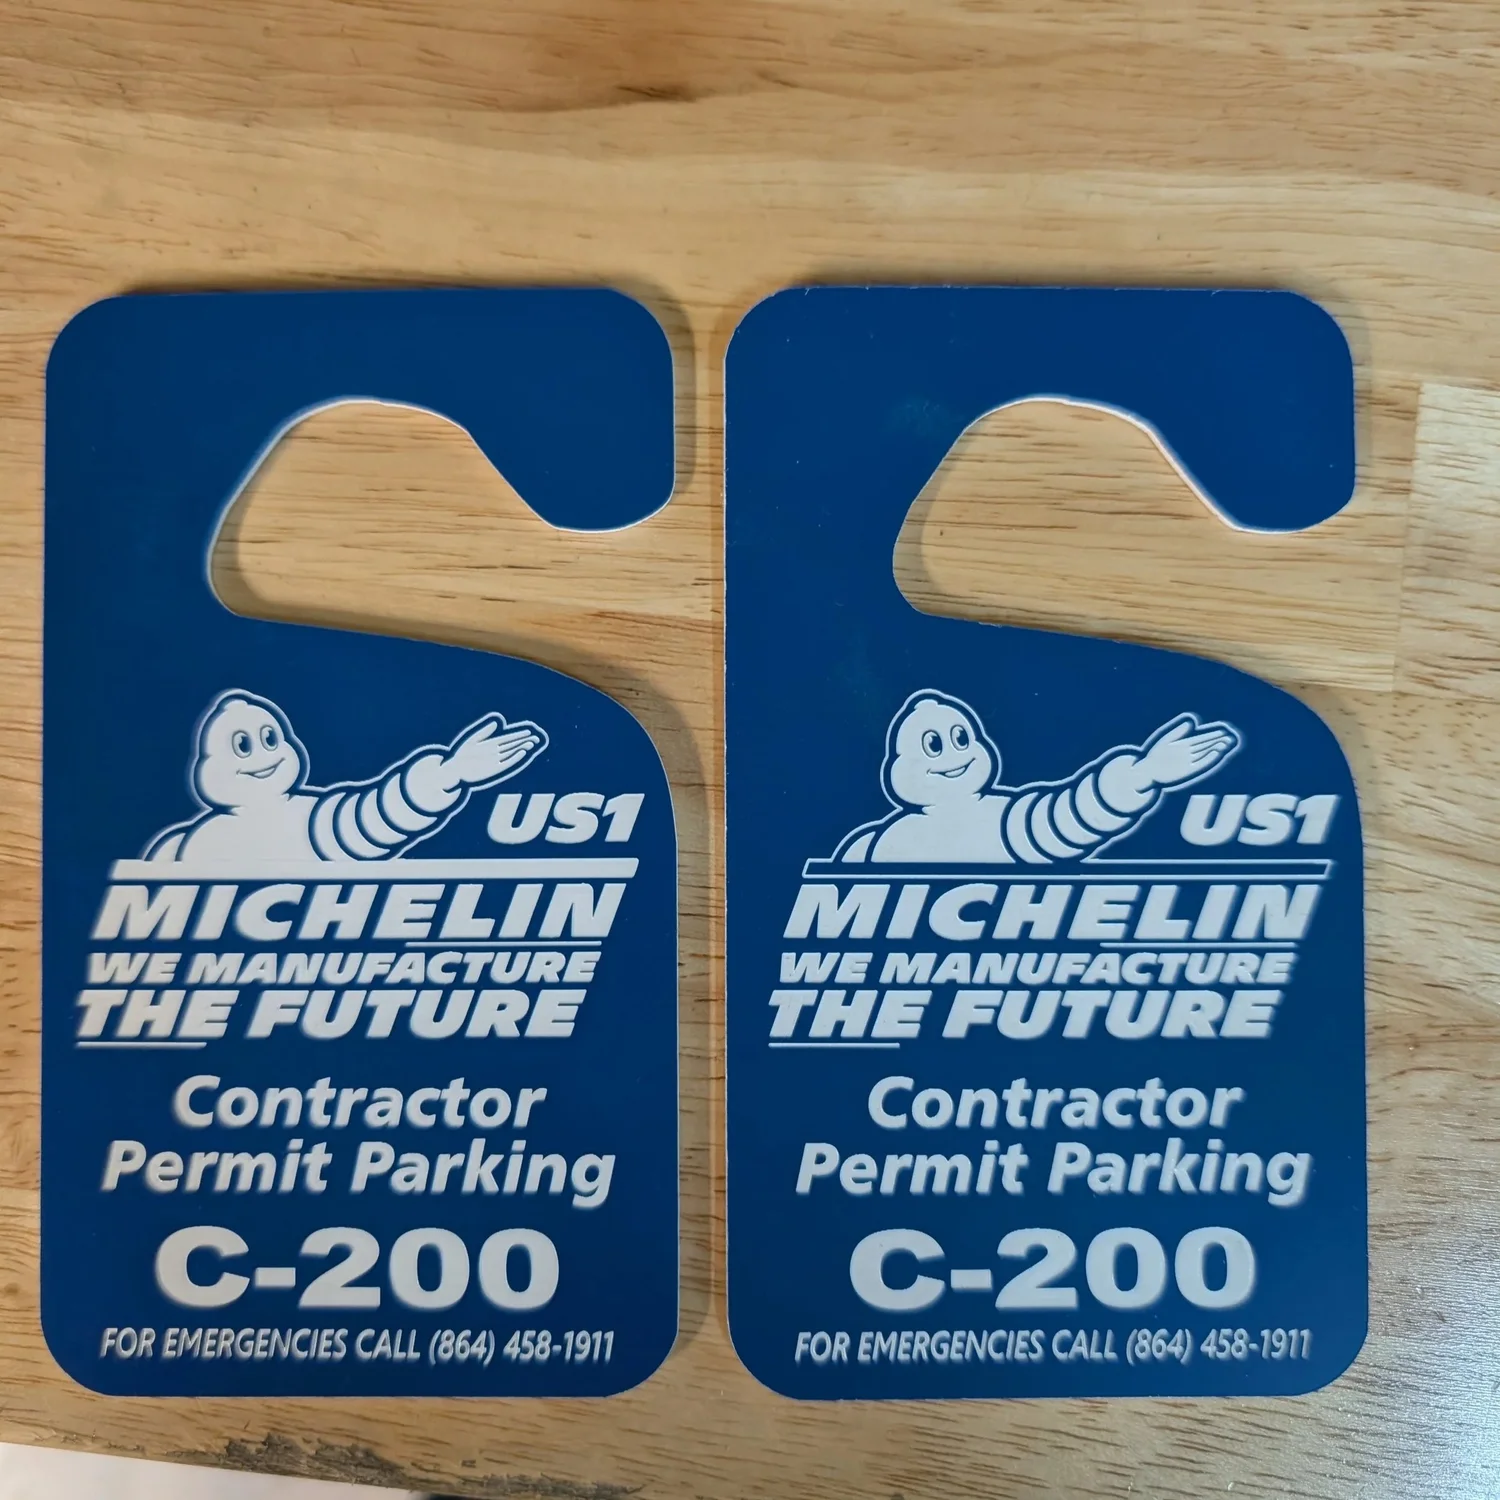 US1
MICHELIN
WE MANUFACTURE
THE FUTURE
Contractor
Permit Parking
C-200
FOR EMERGENCIES CALL (864) 458-1911
US1
MICHELIN
WE MANUFACTURE
THE FUTURE
Contractor
Permit Parking
C-200
FOR EMERGENCIES CALL (864) 458-1911